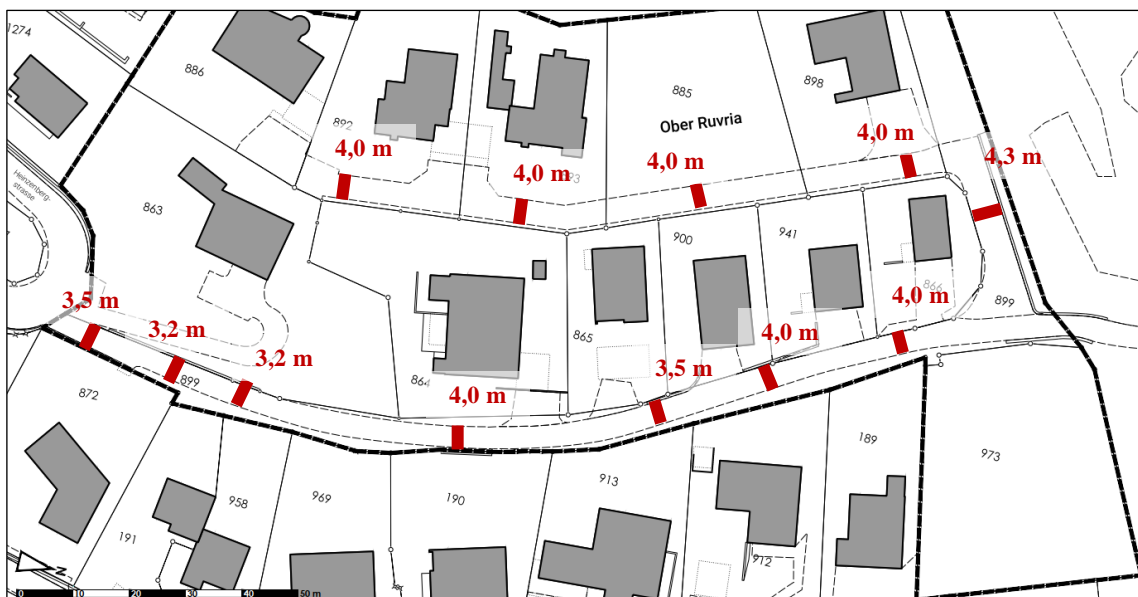 1274
886
892
885
898
Ober Ruvria
4,0 m
4,0 m
4,0 m
4,0 m
4,3 m
Heinzenberg-
strasse
863
900
941
866
899
3,5 m
3,2 m
3,2 m
865
864
4,0 m
3,5 m
4,0 m
4,0 m
899
872
189
973
913
190
969
958
191
912
N
0 10 20 30 40 50 m